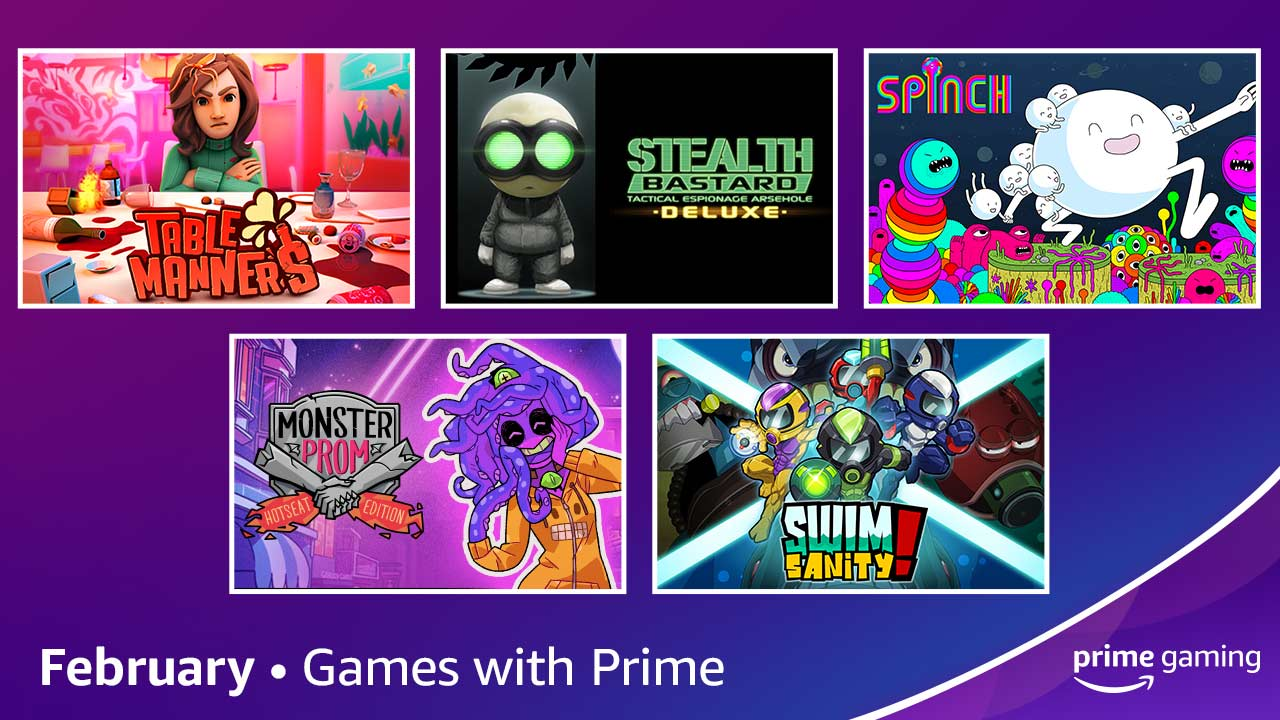 TABLE
MANNERS
STEALTH
BASTARD
TACTICAL ESPIONAGE ARSEHOLE
·DELUXE·
SPINCH
MONSTER
PROM
HOTSEAT EDITION
SWIM
SANITY!
February • Games with Prime
prime gaming